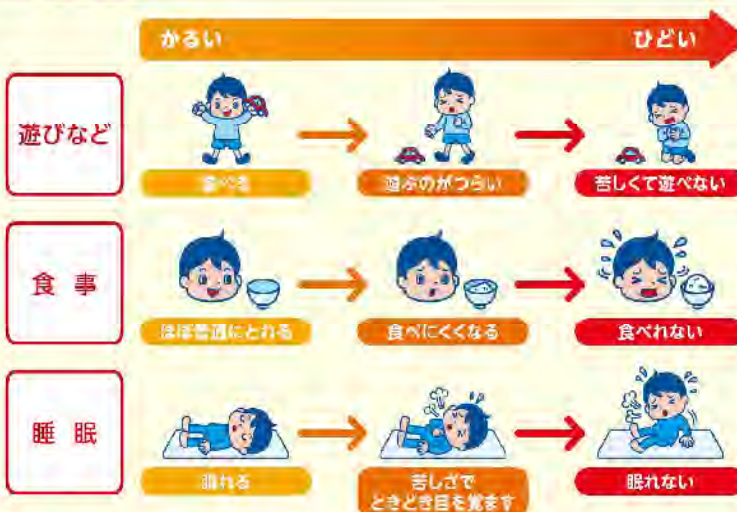 かるい ひどい
遊びなど
遊べる 遊ぶのがつらい 苦しくて遊べない
食 事
ほぼ普通にとれる 食べにくくなる 食べれない
睡 眠
眠れる 苦しさで 眠れない
ときどき目を覚ます